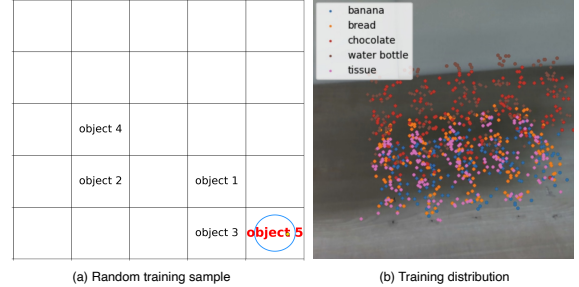 object 4
object 2
object 1
object 3
object 5
(a) Random training sample
banana
bread
chocolate
water bottle
tissue
(b) Training distribution